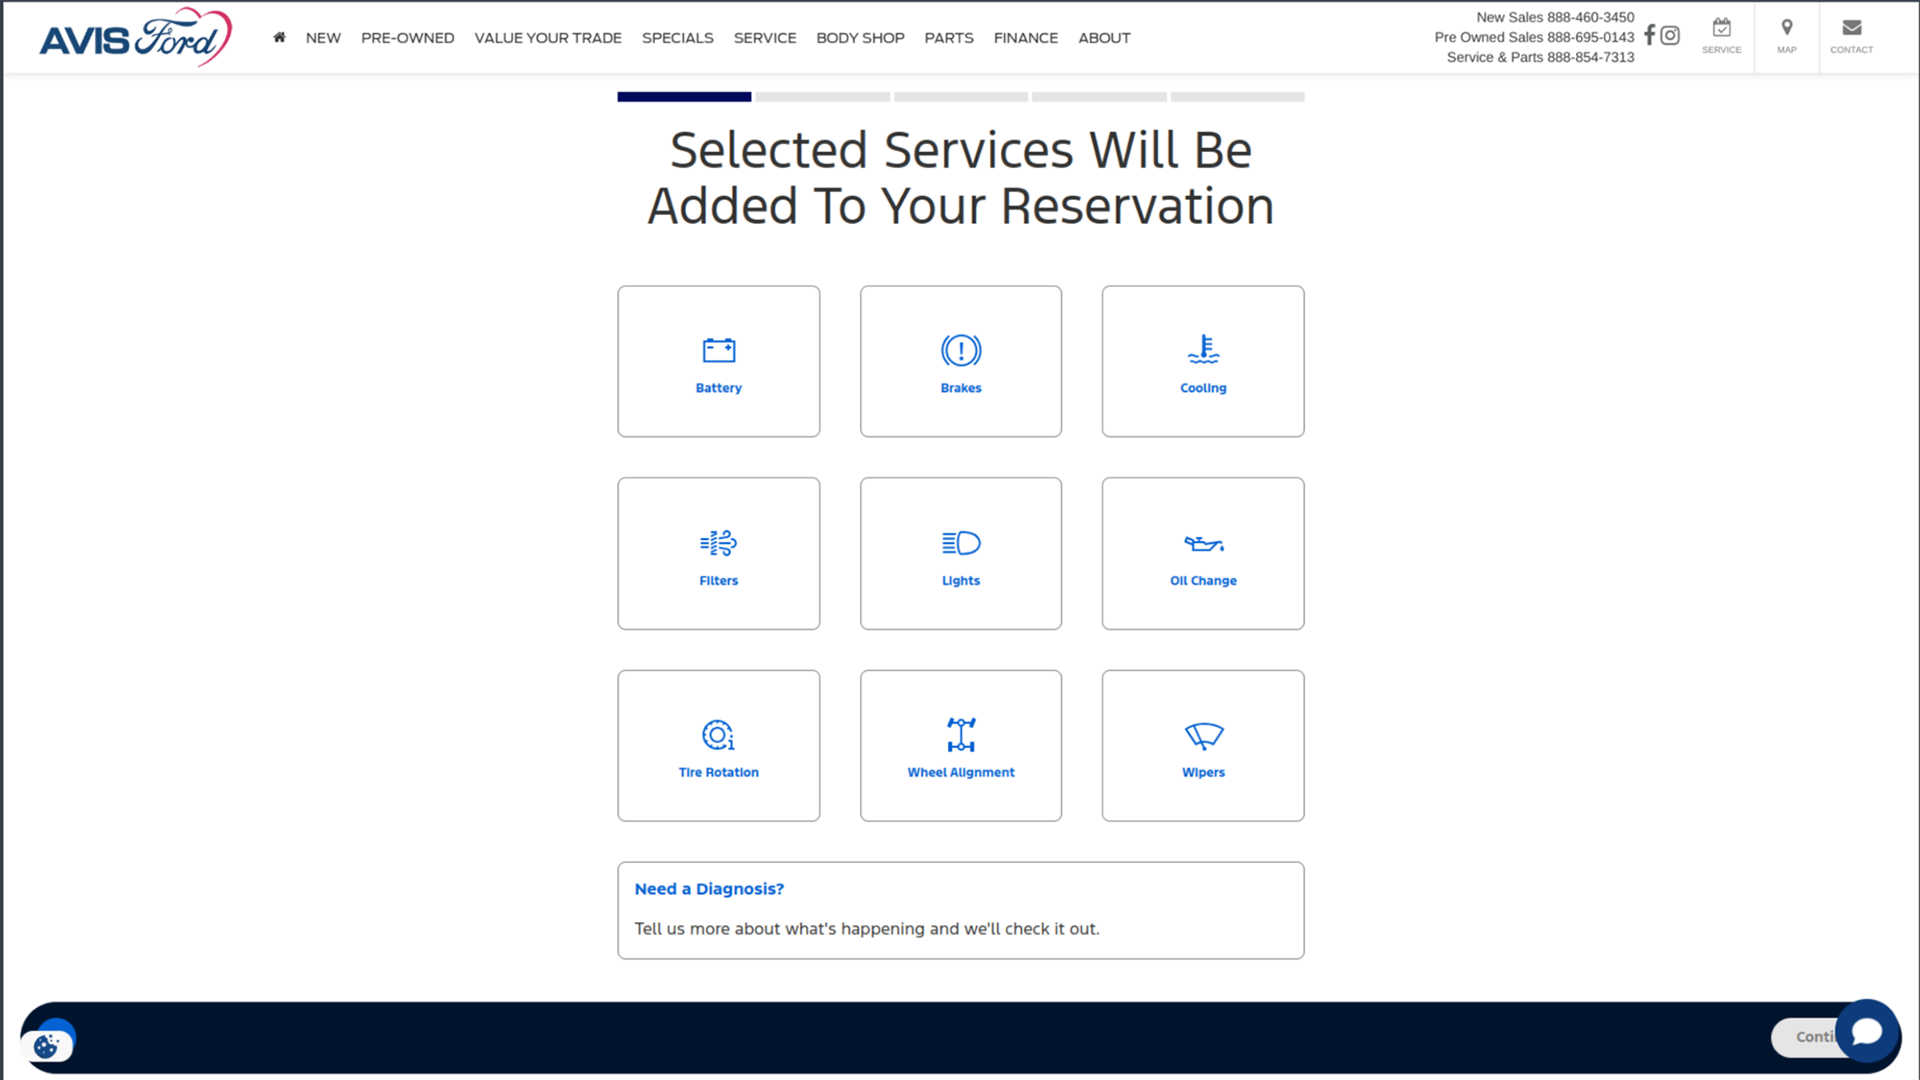 AVIS Ford
NEW
PRE-OWNED
VALUE YOUR TRADE
SPECIALS
SERVICE
BODY SHOP
PARTS
FINANCE
ABOUT
New Sales 888-460-3450
Pre Owned Sales 888-695-0143
Service & Parts 888-854-7313
SERVICE
MAP
CONTACT
Selected Services Will Be
Added To Your Reservation
Battery
Brakes
Cooling
Filters
Lights
Oil Change
Tire Rotation
Wheel Alignment
Wipers
Need a Diagnosis?
Tell us more about what's happening and we'll check it out.
Conti